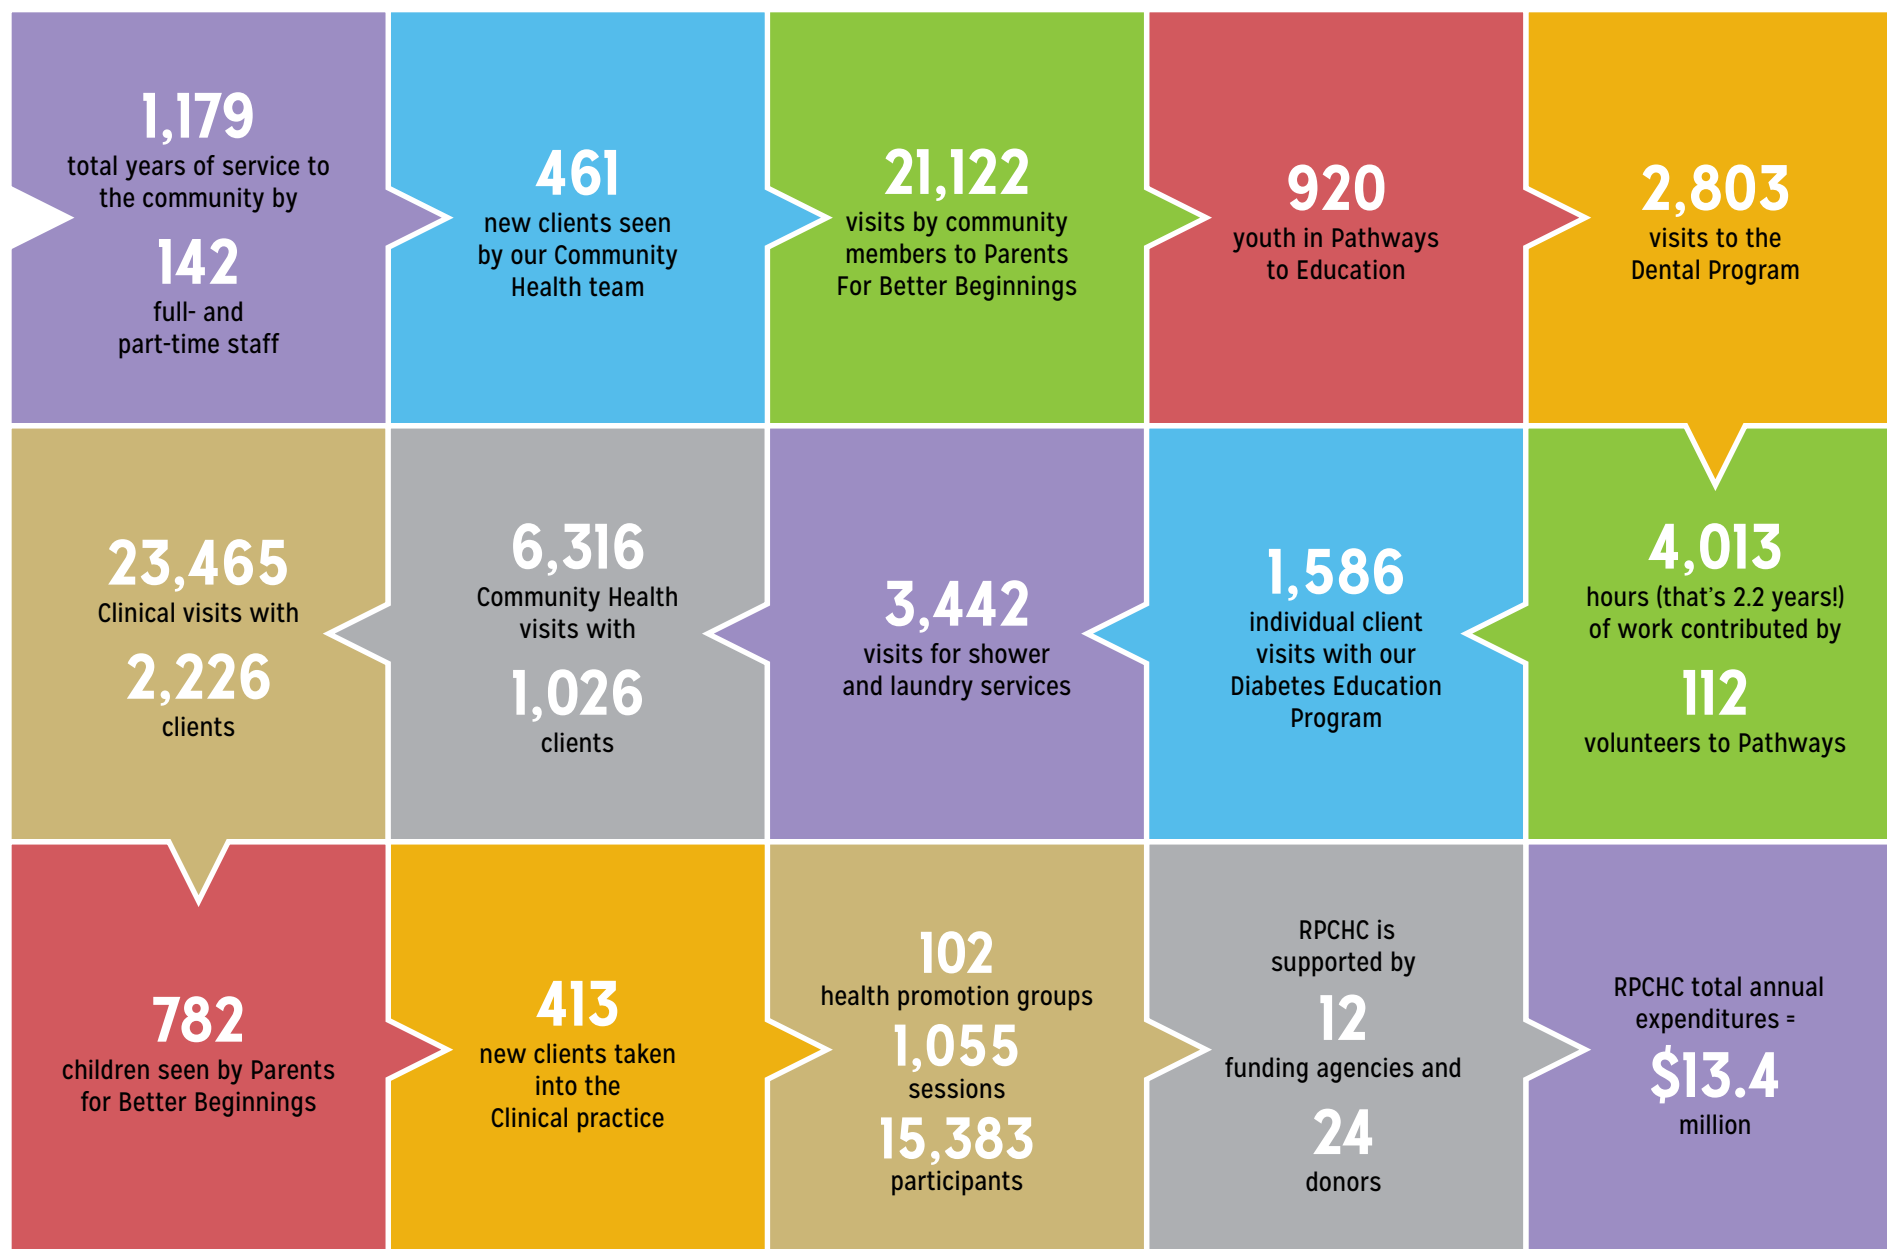 1,179
total years of service to
the community by
142
full- and
part-time staff
461
new clients seen
by our Community
Health team
21,122
visits by community
members to Parents
For Better Beginnings
920
youth in Pathways
to Education
2,803
visits to the
Dental Program
4,013
hours (that's 2.2 years!)
of work contributed by
112
volunteers to Pathways
1,586
individual client
visits with our
Diabetes Education
Program
3,442
visits for shower
and laundry services
6,316
Community Health
visits with
1,026
clients
23,465
Clinical visits with
2,226
clients
782
children seen by Parents
for Better Beginnings
413
new clients taken
into the
Clinical practice
102
health promotion groups
1,055
sessions
15,383
participants
RPCHC is
supported by
12
funding agencies and
24
donors
RPCHC total annual
expenditures =
$13.4
million